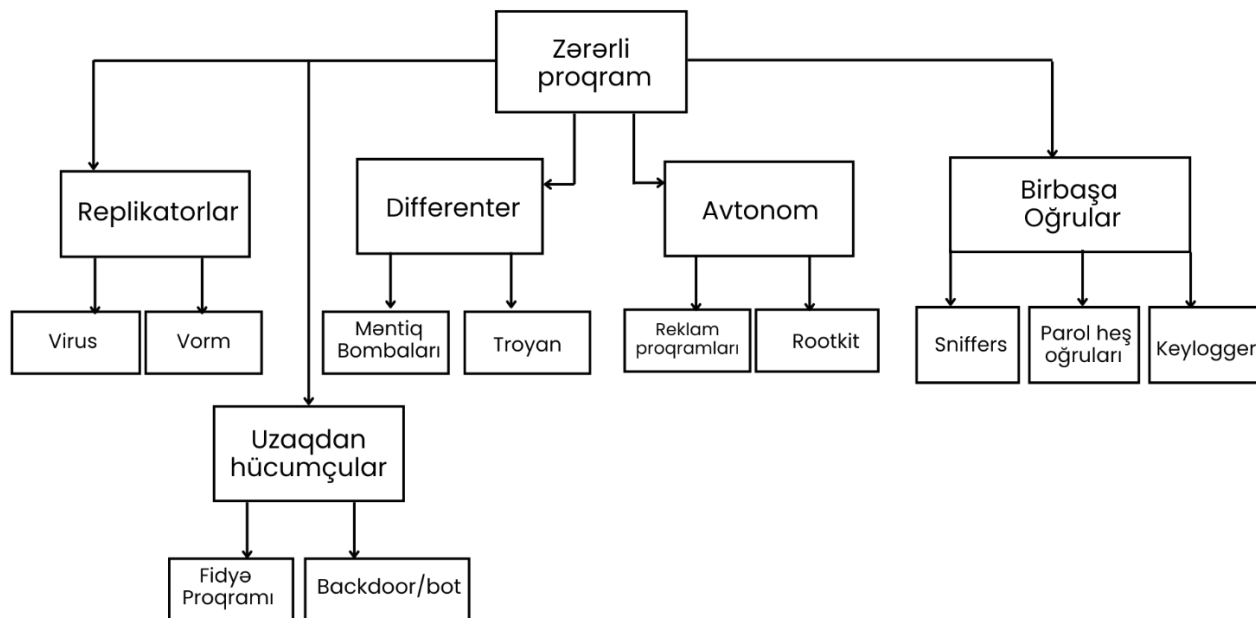 Zərərli
proqram
Replikatorlar
Differenter
Avtonom
Birbaşa
Oğrular
Virus
Vorm
Məntiq
Bombaları
Troyan
Reklam
proqramları
Rootkit
Sniffers
Parol heş
oğruları
Keylogger
Uzaqdan
hücumçular
Fidyə
Proqramı
Backdoor/bot